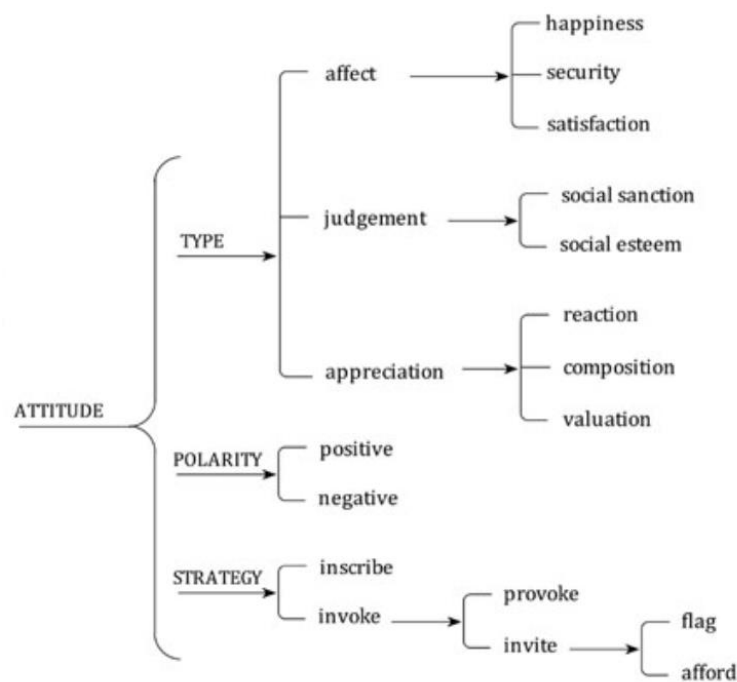 happiness
affect
security
satisfaction
social sanction
judgement
TYPE
social esteem
reaction
appreciation
composition
valuation
ATTITUDE
positive
POLARITY
negative
inscribe
STRATEGY
provoke
invoke
flag
invite
afford